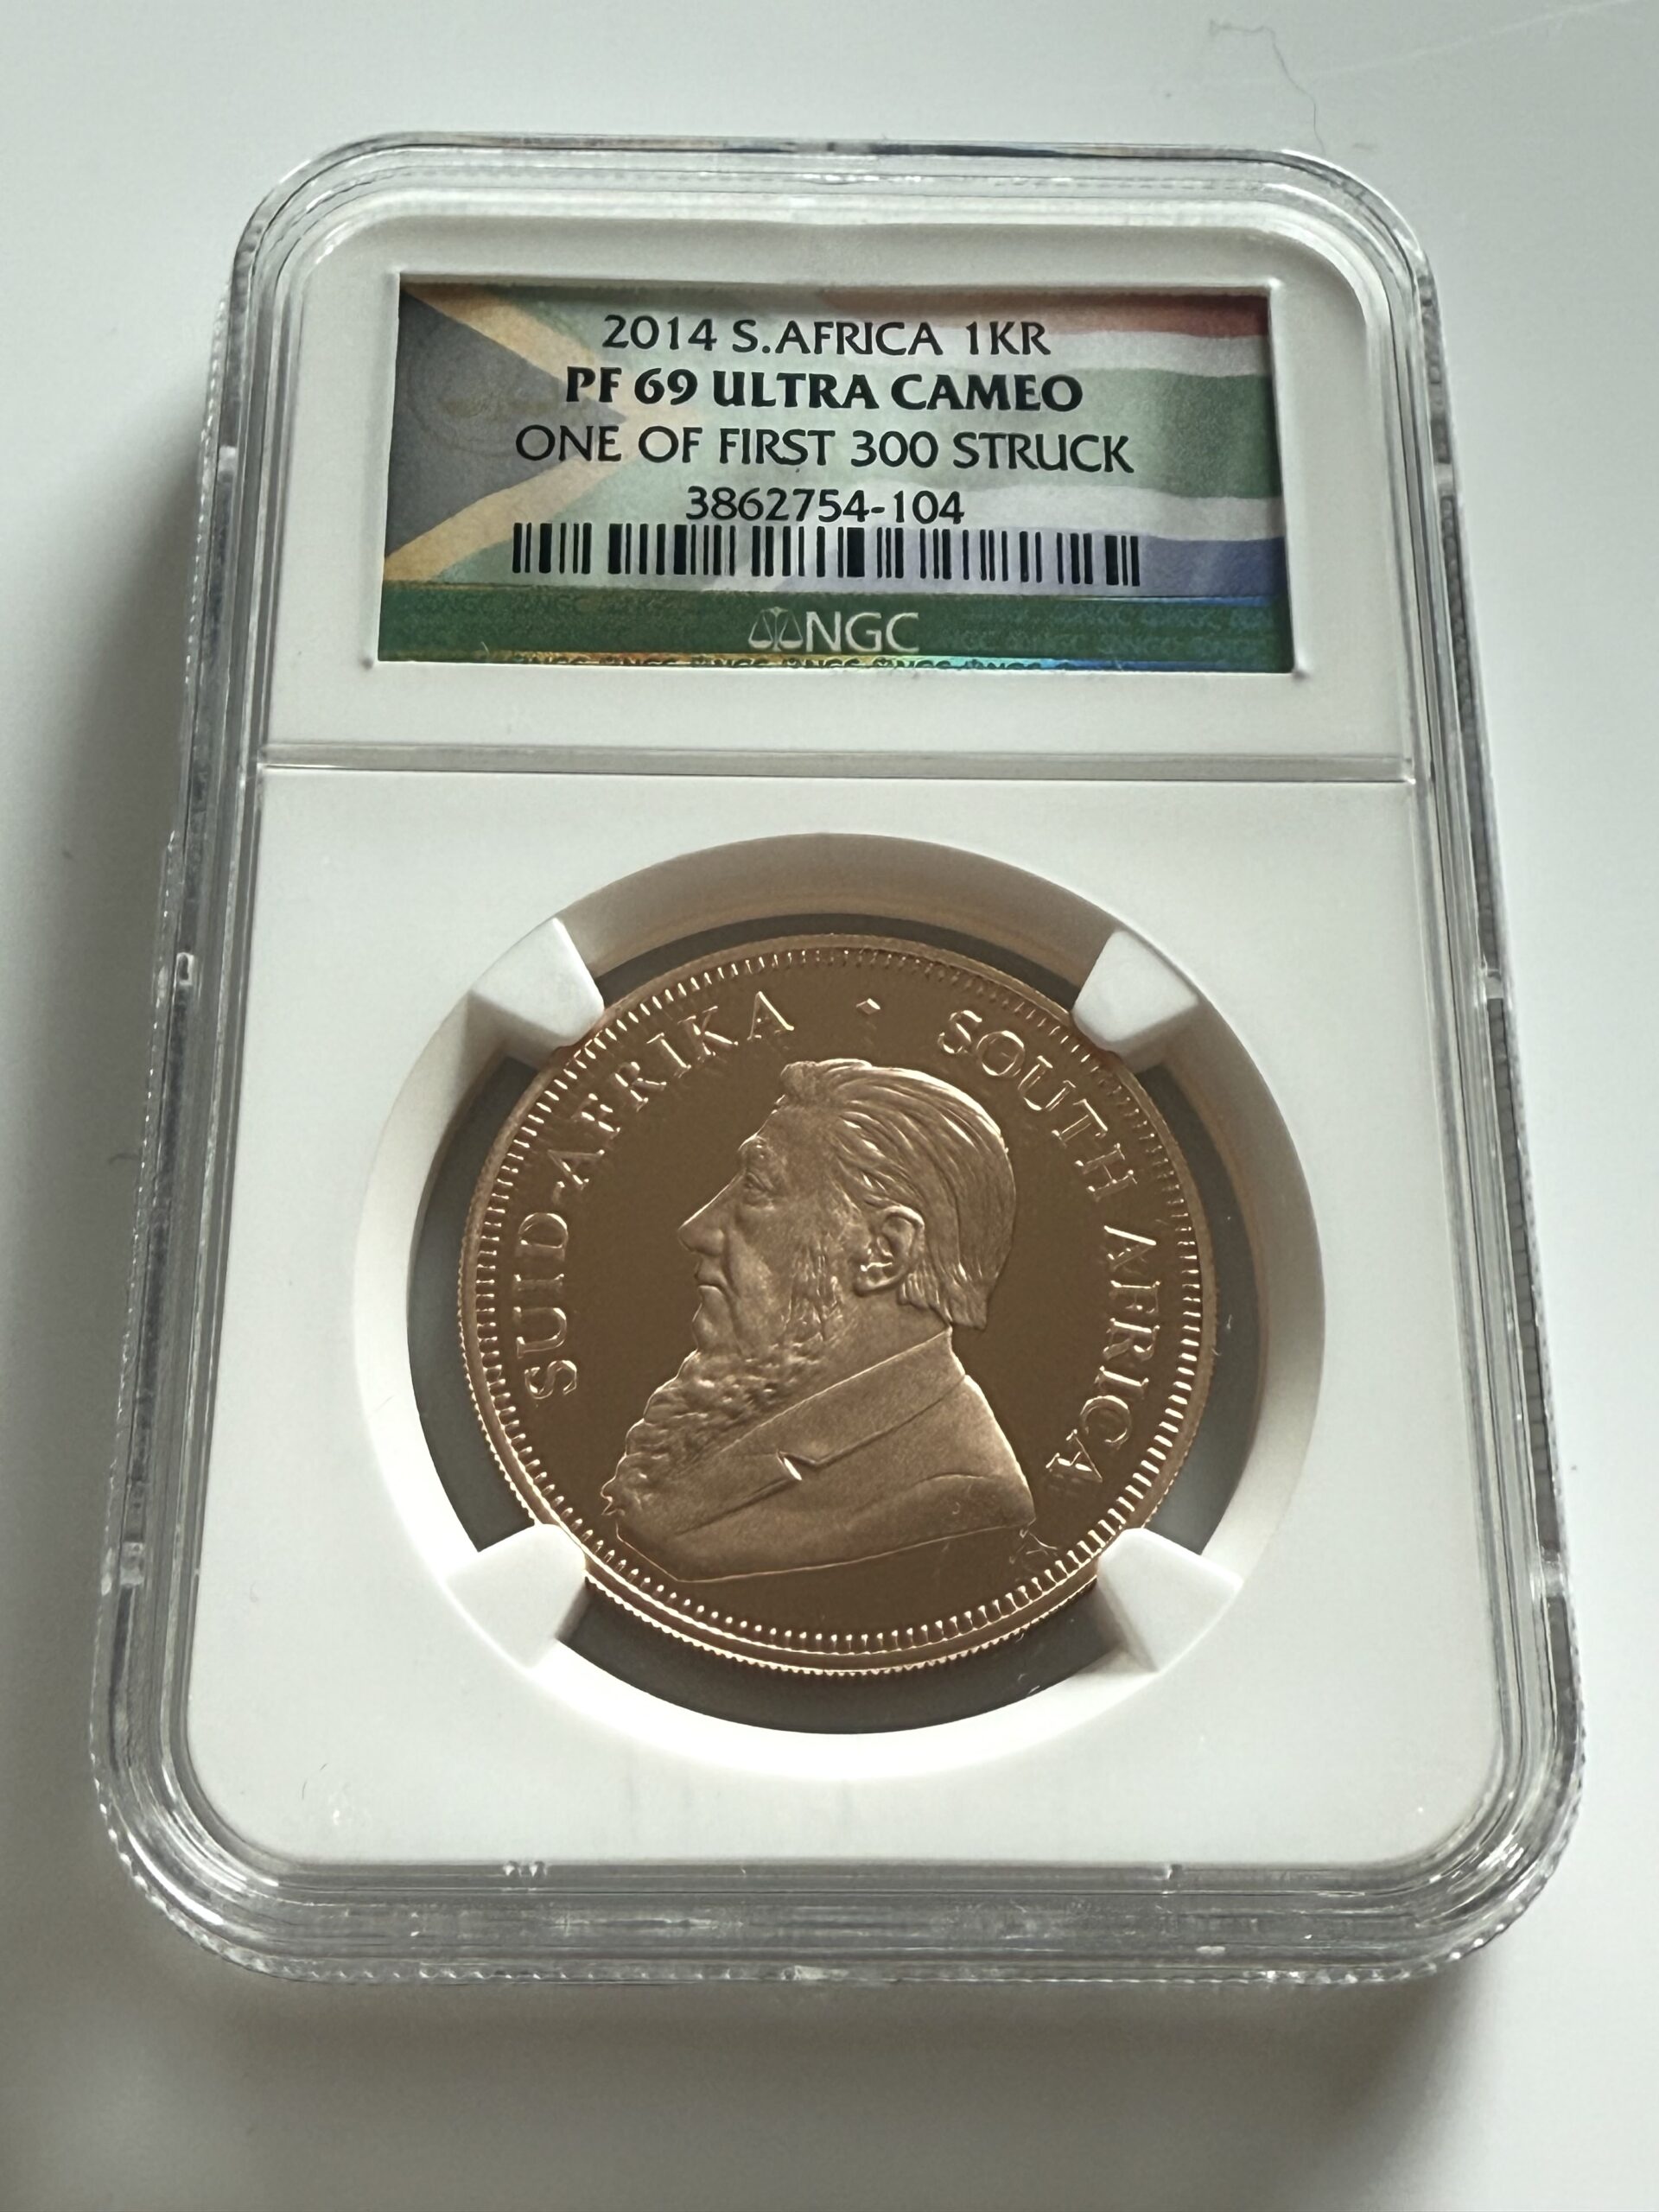 2014 S.AFRICA 1KR
PF 69 ULTRA CAMEO
ONE OF FIRST 300 STRUCK
3862754-104
NGC
SUID-AFRIKA · SOUTH AFRICA